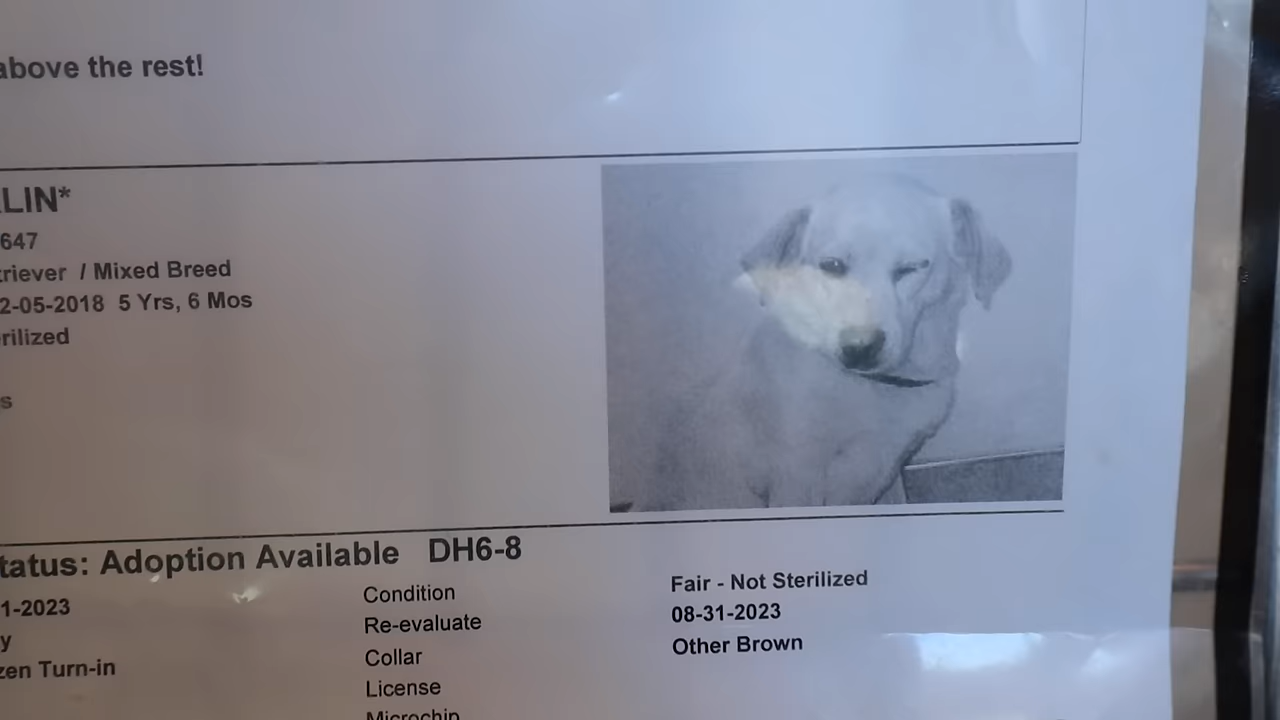 above the rest!
LIN*
647
triever / Mixed Breed
2-05-2018 5 Yrs, 6 Mos
rilized
s
tatus: Adoption Available DH6-8
Condition Fair - Not Sterilized
1-2023 Re-evaluate 08-31-2023
y Collar Other Brown
zen Turn-in License
Microchip